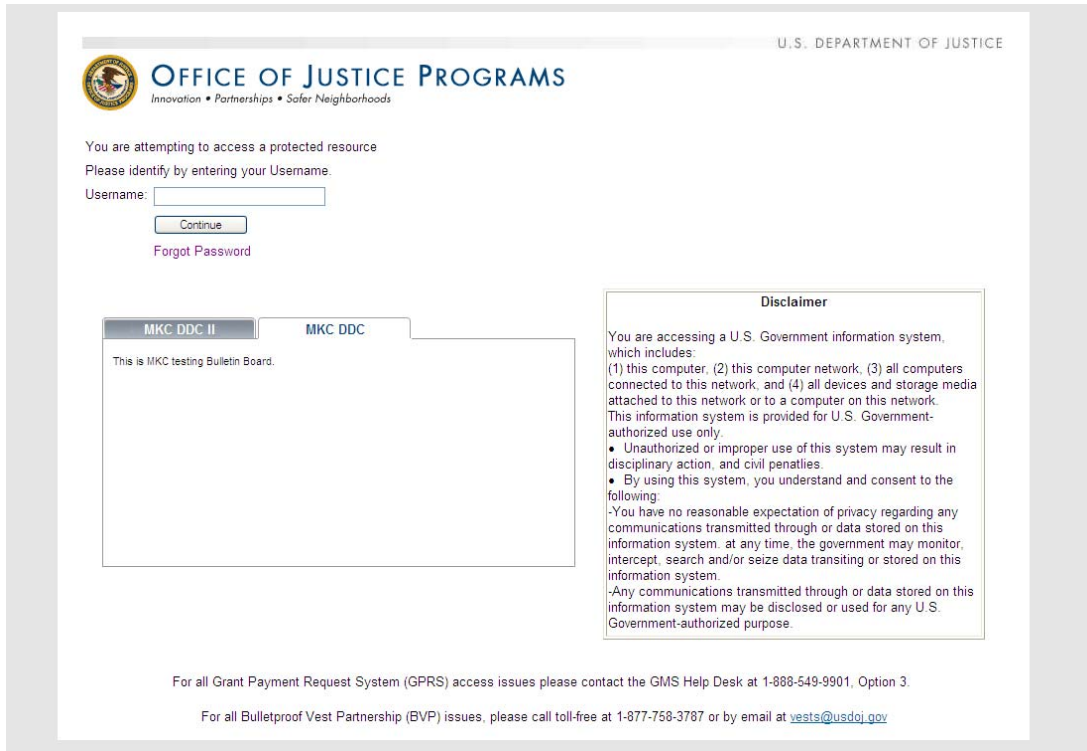 U.S. DEPARTMENT OF JUSTICE
OFFICE OF JUSTICE PROGRAMS
Innovation • Partnerships • Safer Neighborhoods
You are attempting to access a protected resource
Please identify by entering your Username.
Username:
Continue
Forgot Password
MKC DDC II
MKC DDC
This is MKC testing Bulletin Board.
Disclaimer
You are accessing a U.S. Government information system,
which includes:
(1) this computer, (2) this computer network, (3) all computers
connected to this network, and (4) all devices and storage media
attached to this network or to a computer on this network.
This information system is provided for U.S. Government-
authorized use only.
• Unauthorized or improper use of this system may result in
disciplinary action, and civil penatlies.
• By using this system, you understand and consent to the
following:
-You have no reasonable expectation of privacy regarding any
communications transmitted through or data stored on this
information system. at any time, the government may monitor,
intercept, search and/or seize data transiting or stored on this
information system.
-Any communications transmitted through or data stored on this
information system may be disclosed or used for any U.S.
Government-authorized purpose.
For all Grant Payment Request System (GPRS) access issues please contact the GMS Help Desk at 1-888-549-9901, Option 3.
For all Bulletproof Vest Partnership (BVP) issues, please call toll-free at 1-877-758-3787 or by email at vests@usdoj.gov